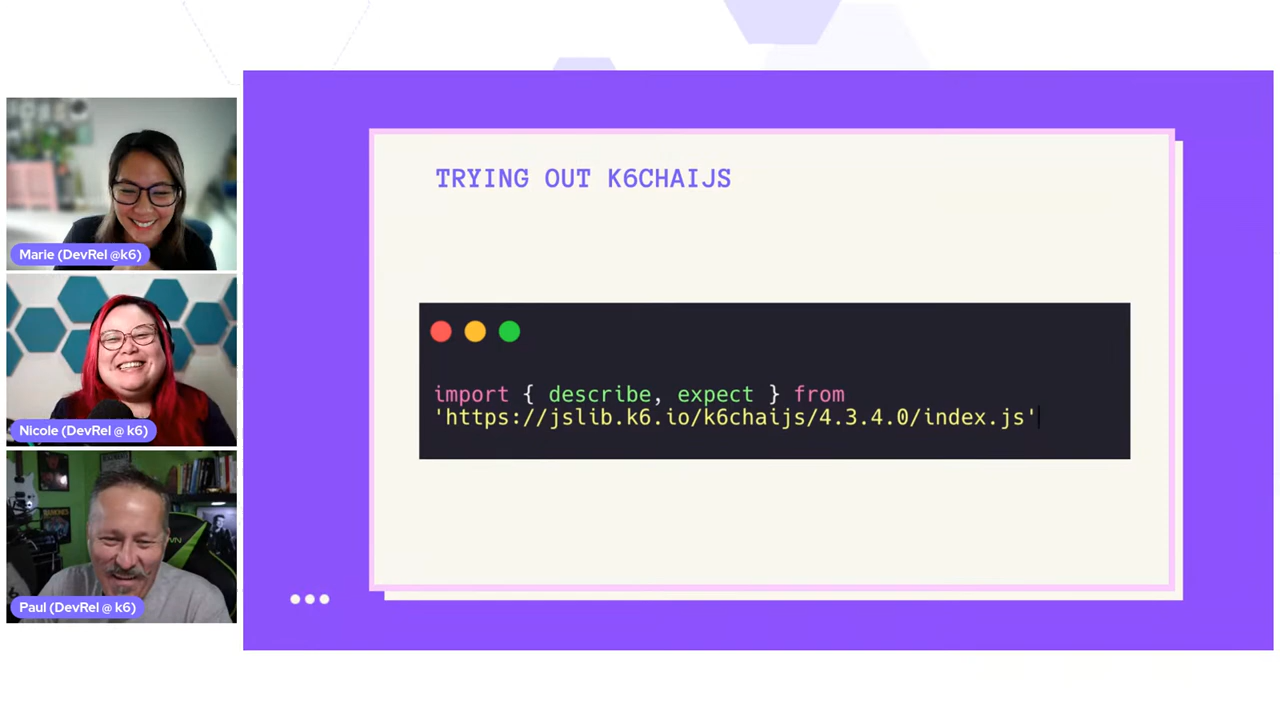 Marie (DevRel @k6)
Nicole (DevRel @ k6)
Paul (DevRel @ k6)
TRYING OUT K6CHAIJS
import { describe, expect } from
'https://jslib.k6.io/k6chaijs/4.3.4.0/index.js'